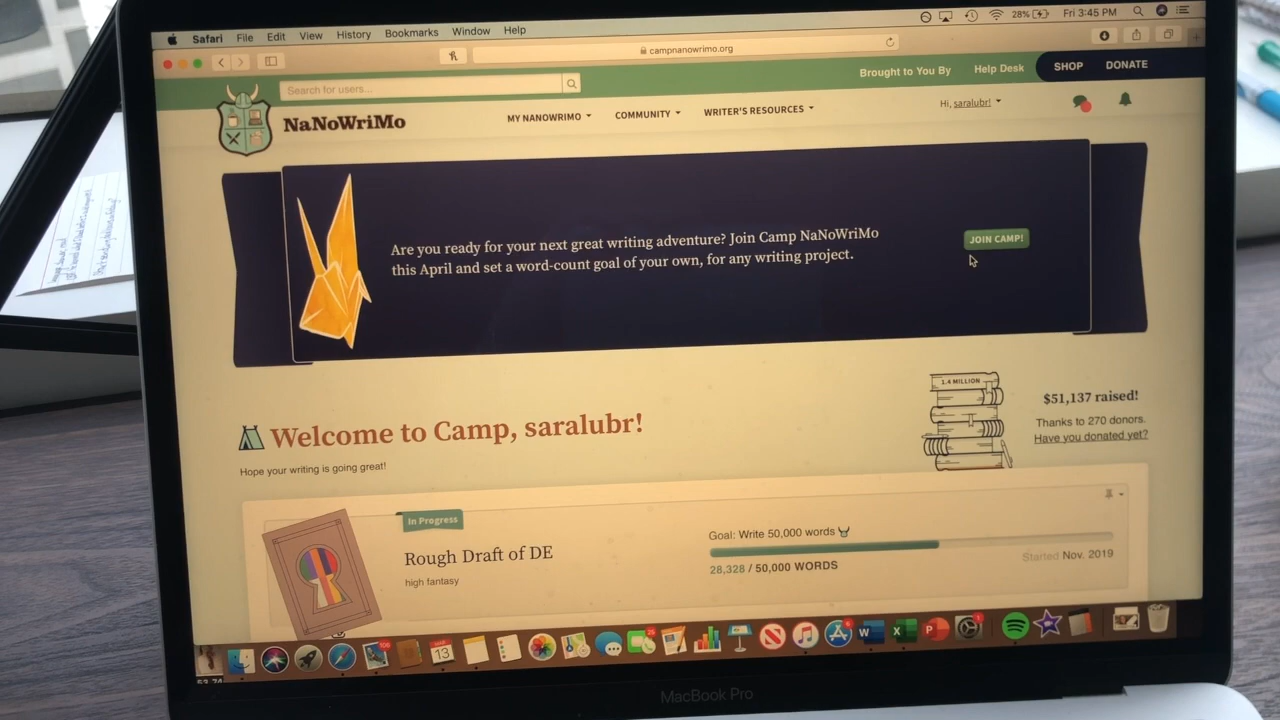 Safari File Edit View History Bookmarks Window Help
28% Fri 3:45 PM
campnanowrimo.org
Search for users...
Brought to You By Help Desk SHOP DONATE
NaNoWriMo
MY NANOWRIMO COMMUNITY WRITER'S RESOURCES
Hi, saralubr!
Are you ready for your next great writing adventure? Join Camp NaNoWriMo
this April and set a word-count goal of your own, for any writing project.
JOIN CAMP!
Welcome to Camp, saralubr!
Hope your writing is going great!
1.4 MILLION
$51,137 raised!
Thanks to 270 donors.
Have you donated yet?
In Progress
Rough Draft of DE
high fantasy
Goal: Write 50,000 words
28,328 / 50,000 WORDS
Started Nov. 2019
13
MacBook Pro